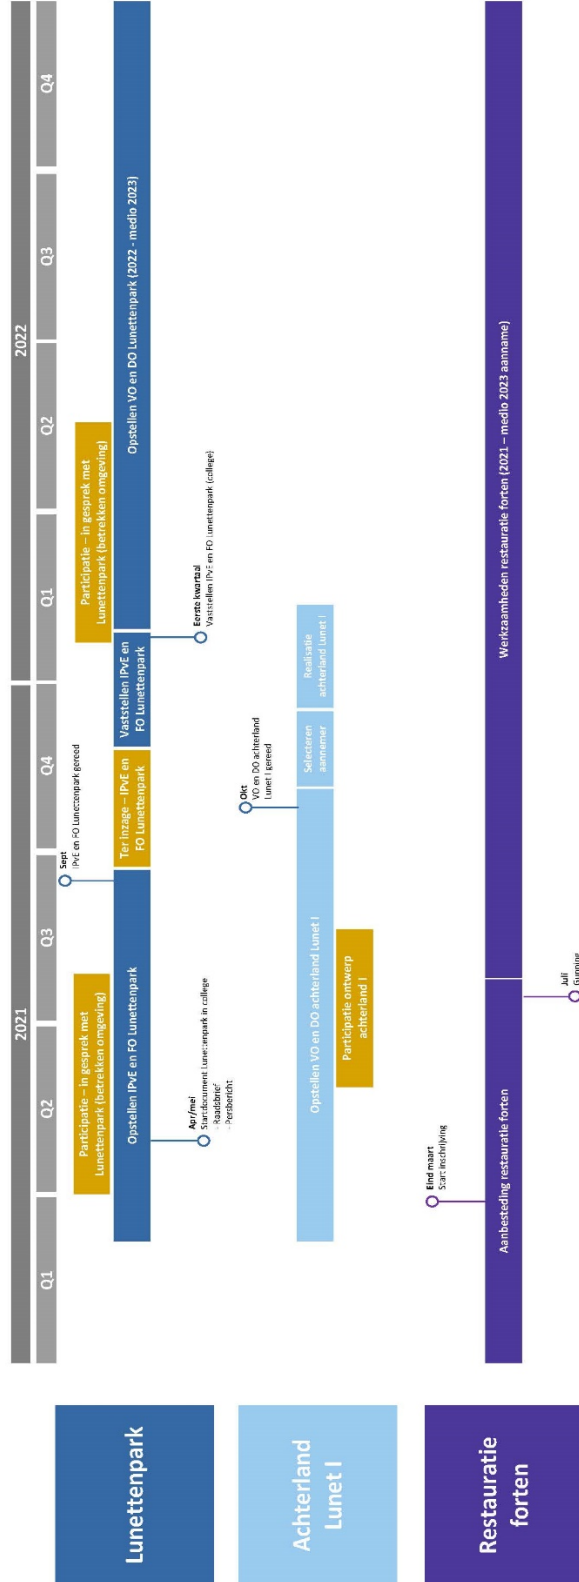 2021
2022
Q1
Q2
Q3
Q4
Q1
Q2
Q3
Q4
Lunettenpark
Participatie – in gesprek met
Lunettenpark (betrekken omgeving)
Participatie – in gesprek met
Lunettenpark (betrekken omgeving)
Sept
IPvE en FO Lunettenpark gereed
Opstellen IPvE en FO Lunettenpark
Ter inzage – IPvE en
FO Lunettenpark
Vaststellen IPvE en
FO Lunettenpark
Opstellen VO en DO Lunettenpark (2022 - medio 2023)
Apr/mei
Startdocument Lunettenpark in college
- Raadsbrief
- Persbericht
Eerste kwartaal
Vaststellen IPvE en FO Lunettenpark (college)
Achterland
Lunet I
Okt
VO en DO achterland
Lunet I gereed
Opstellen VO en DO achterland Lunet I
Selecteren
aannemer
Realisatie
achterland Lunet I
Participatie ontwerp
achterland I
Restauratie
forten
Eind maart
Start inschrijving
Aanbesteding restauratie forten
Werkzaamheden restauratie forten (2021 – medio 2023 aanname)
Juli
Gunning